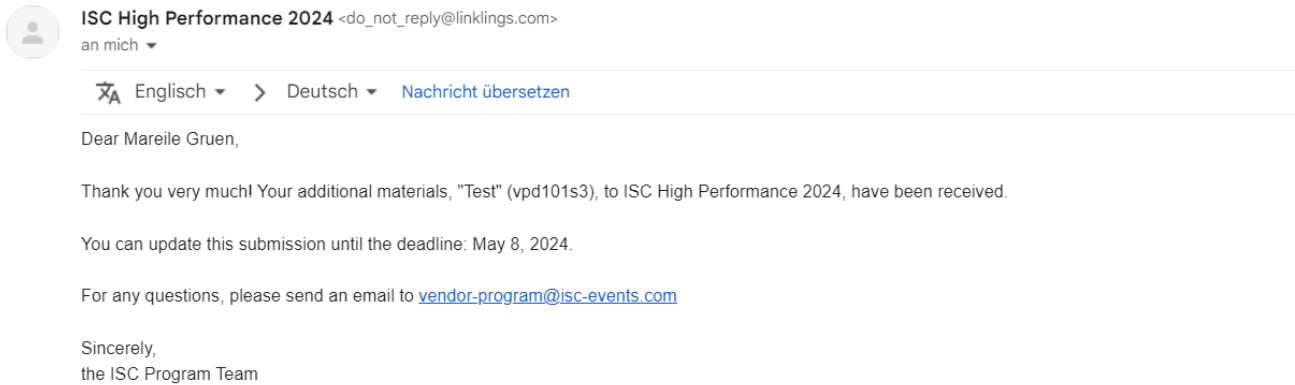 ISC High Performance 2024 <do_not_reply@linklings.com>
an mich
Englisch > Deutsch Nachricht übersetzen
Dear Mareile Gruen,
Thank you very much! Your additional materials, "Test" (vpd101s3), to ISC High Performance 2024, have been received.
You can update this submission until the deadline: May 8, 2024.
For any questions, please send an email to vendor-program@isc-events.com
Sincerely,
the ISC Program Team